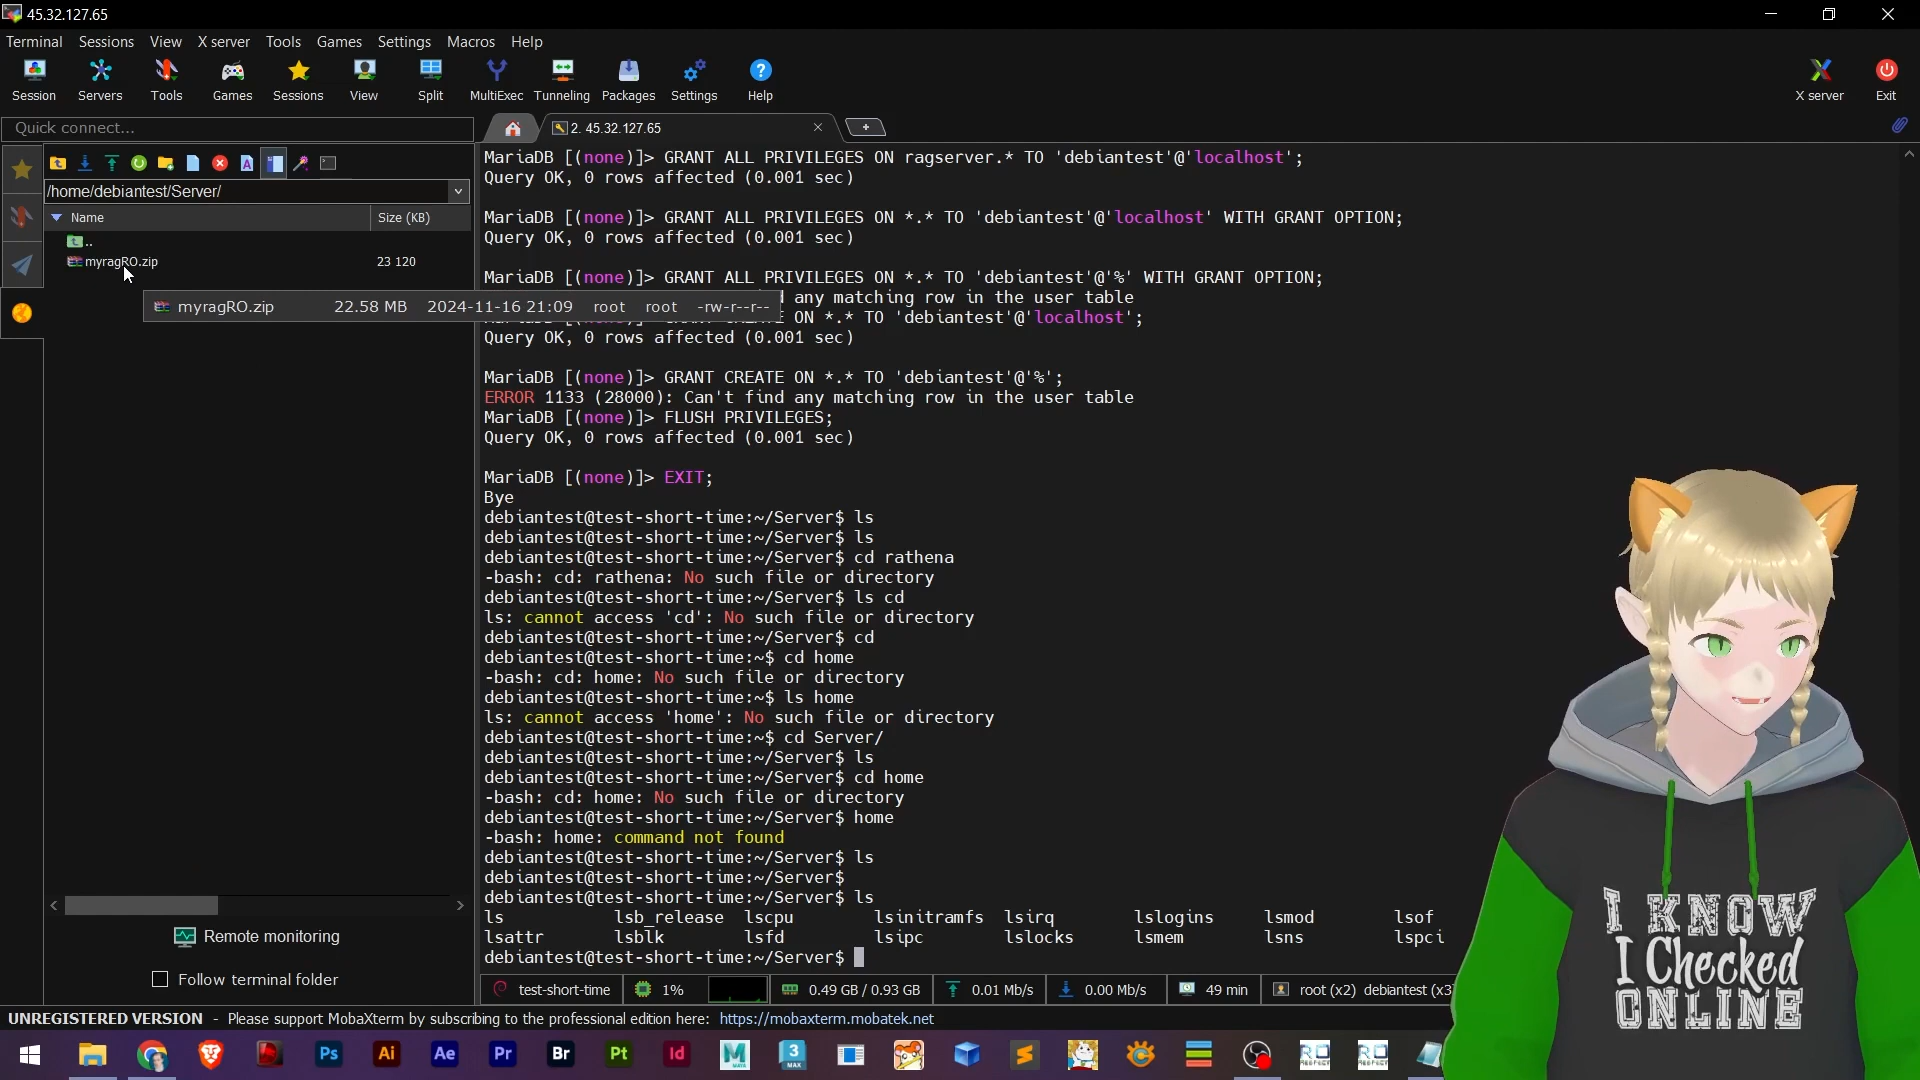 45.32.127.65
Terminal Sessions View X server Tools Games Settings Macros Help
Session Servers Tools Games Sessions View Split MultiExec Tunneling Packages Settings Help X server Exit
Quick connect...
2. 45.32.127.65
/home/debiantest/Server/
Name Size (KB)
..
myragRO.zip 23 120
myragRO.zip 22.58 MB 2024-11-16 21:09 root root -rw-r--r--
MariaDB [(none)]> GRANT ALL PRIVILEGES ON ragserver.* TO 'debiantest'@'localhost';
Query OK, 0 rows affected (0.001 sec)
MariaDB [(none)]> GRANT ALL PRIVILEGES ON *.* TO 'debiantest'@'localhost' WITH GRANT OPTION;
Query OK, 0 rows affected (0.001 sec)
MariaDB [(none)]> GRANT ALL PRIVILEGES ON *.* TO 'debiantest'@'%' WITH GRANT OPTION;
any matching row in the user table
ON *.* TO 'debiantest'@'localhost';
Query OK, 0 rows affected (0.001 sec)
MariaDB [(none)]> GRANT CREATE ON *.* TO 'debiantest'@'%';
ERROR 1133 (28000): Can't find any matching row in the user table
MariaDB [(none)]> FLUSH PRIVILEGES;
Query OK, 0 rows affected (0.001 sec)
MariaDB [(none)]> EXIT;
Bye
debiantest@test-short-time:~/Server$ ls
debiantest@test-short-time:~/Server$ ls
debiantest@test-short-time:~/Server$ cd rathena
-bash: cd: rathena: No such file or directory
debiantest@test-short-time:~/Server$ ls cd
ls: cannot access 'cd': No such file or directory
debiantest@test-short-time:~/Server$ cd
debiantest@test-short-time:~$ cd home
-bash: cd: home: No such file or directory
debiantest@test-short-time:~$ ls home
ls: cannot access 'home': No such file or directory
debiantest@test-short-time:~$ cd Server/
debiantest@test-short-time:~/Server$ ls
debiantest@test-short-time:~/Server$ cd home
-bash: cd: home: No such file or directory
debiantest@test-short-time:~/Server$ home
-bash: home: command not found
debiantest@test-short-time:~/Server$ ls
debiantest@test-short-time:~/Server$
debiantest@test-short-time:~/Server$ ls
ls lsb_release lscpu lsinitramfs lsirq lslogins lsmod lsof
lsattr lsblk lsfd lsipc lslocks lsmem lsns lspci
debiantest@test-short-time:~/Server$
Remote monitoring
Follow terminal folder
test-short-time 1% 0.49 GB / 0.93 GB 0.01 Mb/s 0.00 Mb/s 49 min root (x2) debiantest (x3)
UNREGISTERED VERSION - Please support MobaXterm by subscribing to the professional edition here: https://mobaxterm.mobatek.net
Ps Ai Ae Pr Br Pt Id
I KNOW
I Checked
ONLINE